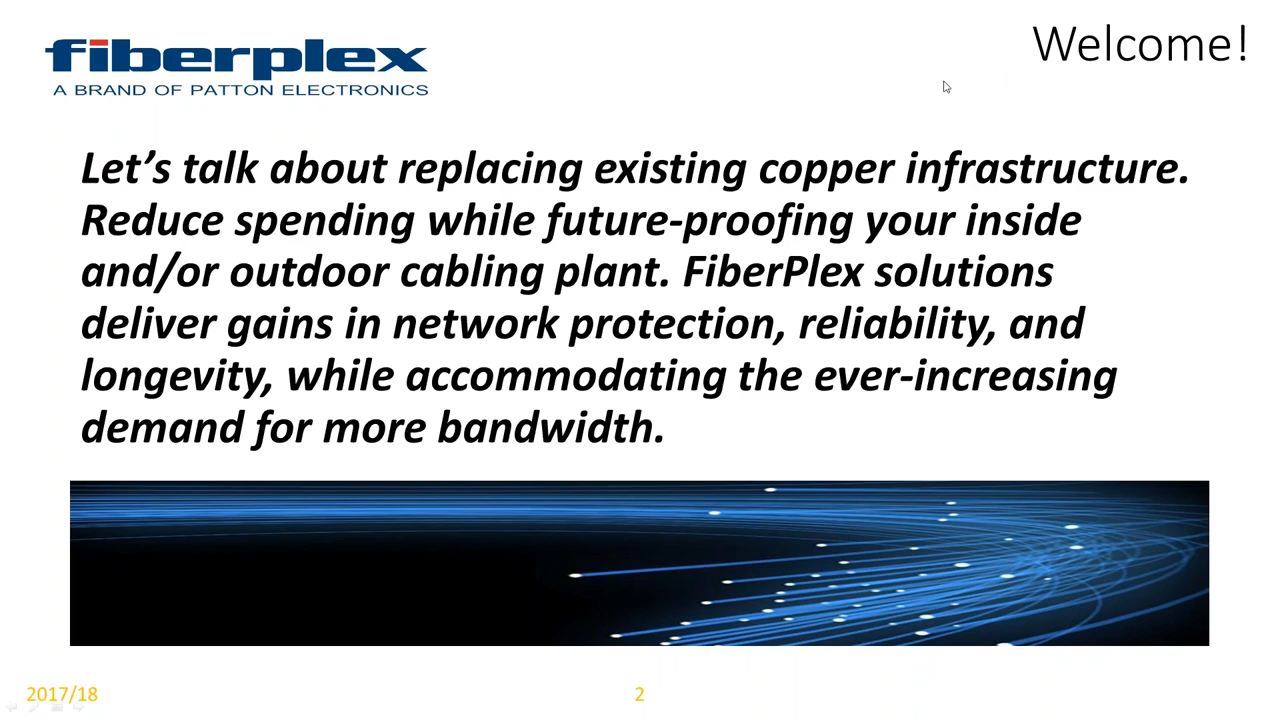 fiberplex
A BRAND OF PATTON ELECTRONICS
Welcome!
Let’s talk about replacing existing copper infrastructure.
Reduce spending while future-proofing your inside
and/or outdoor cabling plant. FiberPlex solutions
deliver gains in network protection, reliability, and
longevity, while accommodating the ever-increasing
demand for more bandwidth.
2017/18
2